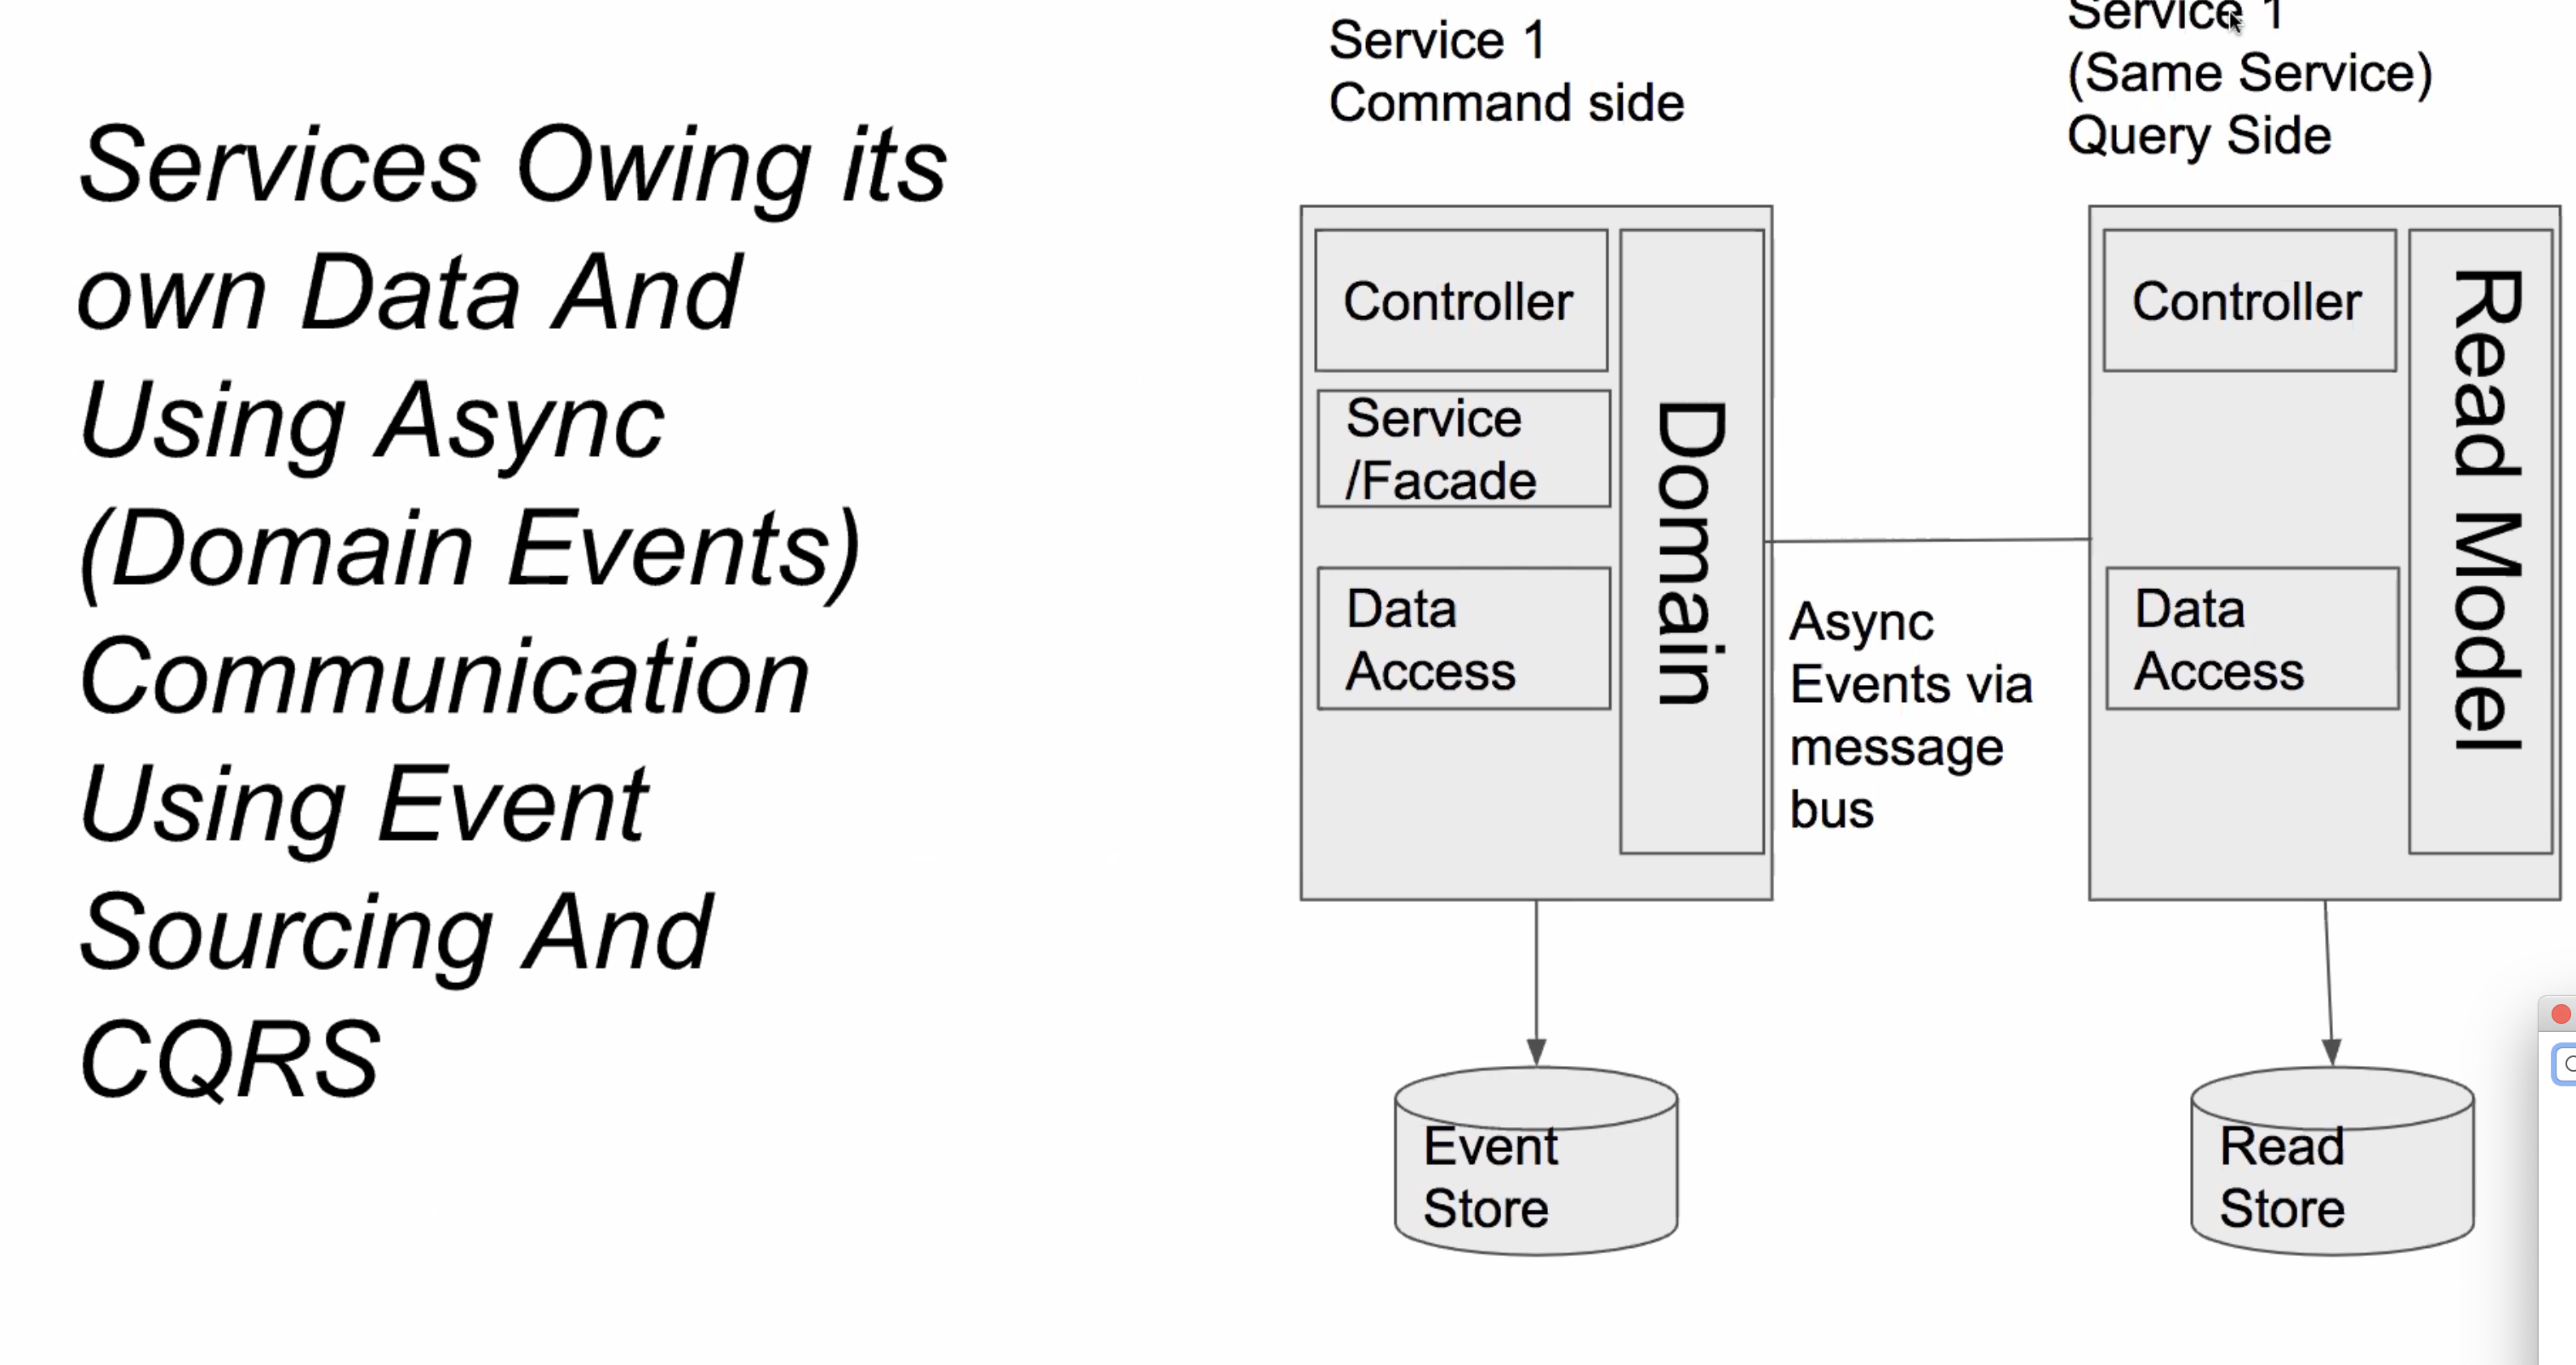 Services Owing its
own Data And
Using Async
(Domain Events)
Communication
Using Event
Sourcing And
CQRS
Service 1
Command side
Controller
Service
/Facade
Data
Access
Domain
Async
Events via
message
bus
Event
Store
Service 1
(Same Service)
Query Side
Controller
Data
Access
Read Model
Read
Store